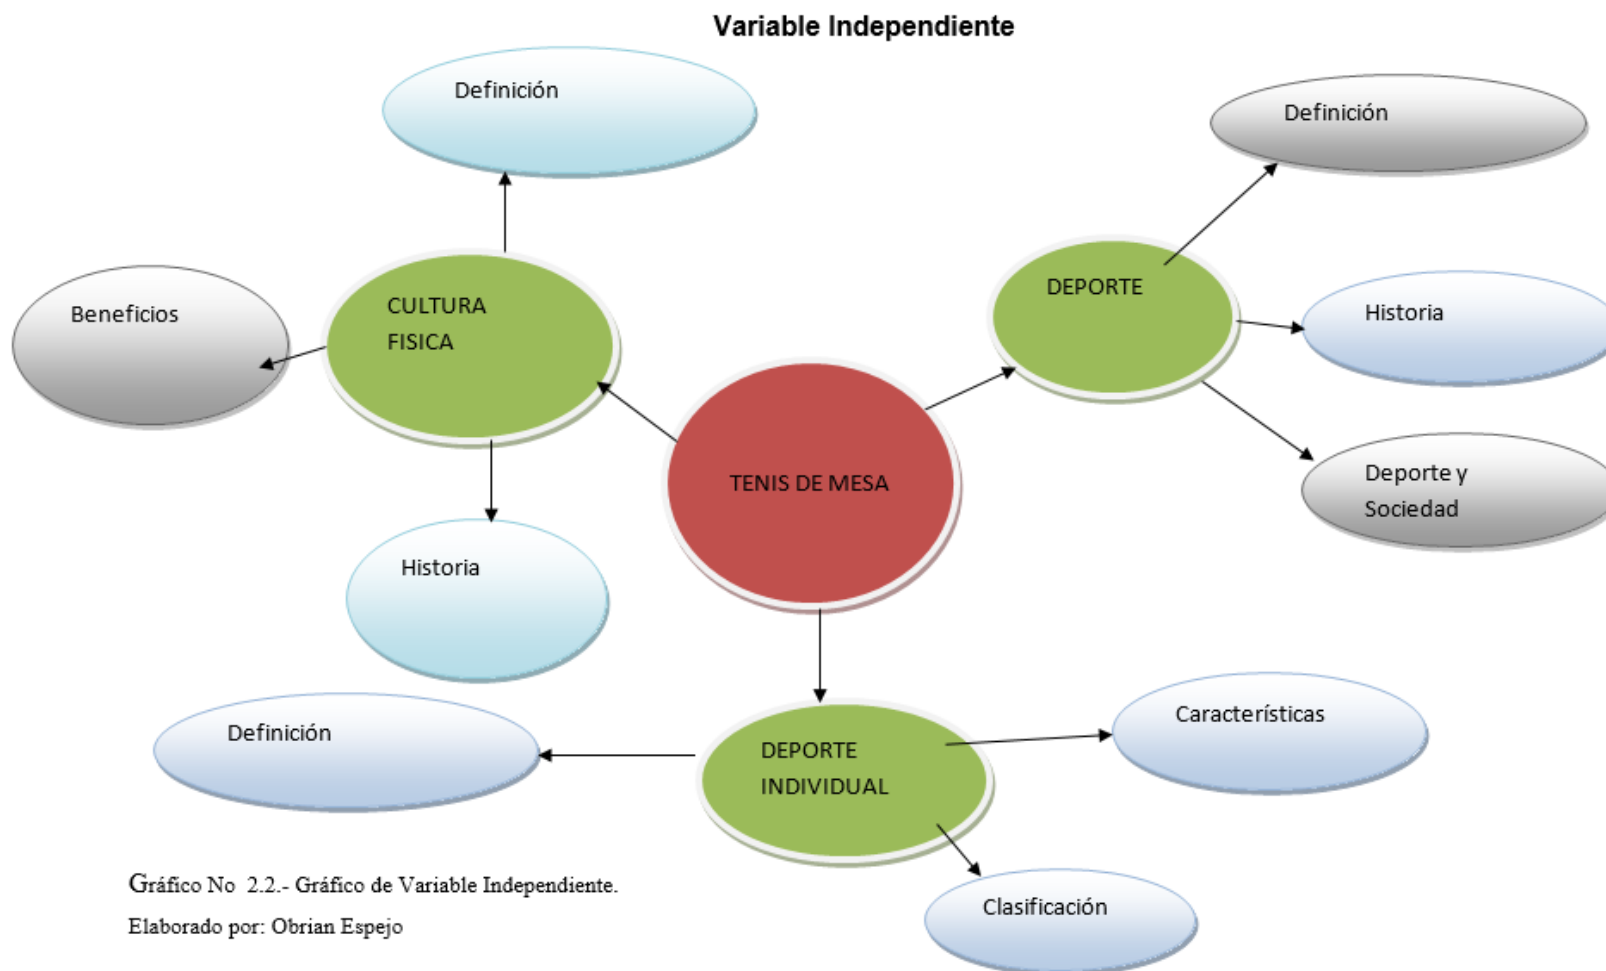 Variable Independiente
Definición
Definición
Beneficios
CULTURA
FISICA
DEPORTE
Historia
TENIS DE MESA
Deporte y
Sociedad
Historia
Definición
DEPORTE
INDIVIDUAL
Características
Clasificación
Gráfico No 2.2.- Gráfico de Variable Independiente.
Elaborado por: Obrian Espejo